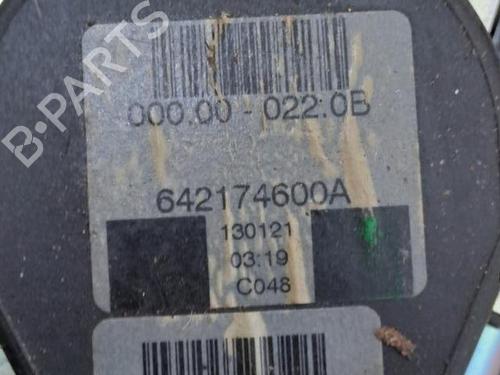 B-PARTS
000.00 - 022.0B
642174600A
130121
03:19
C048